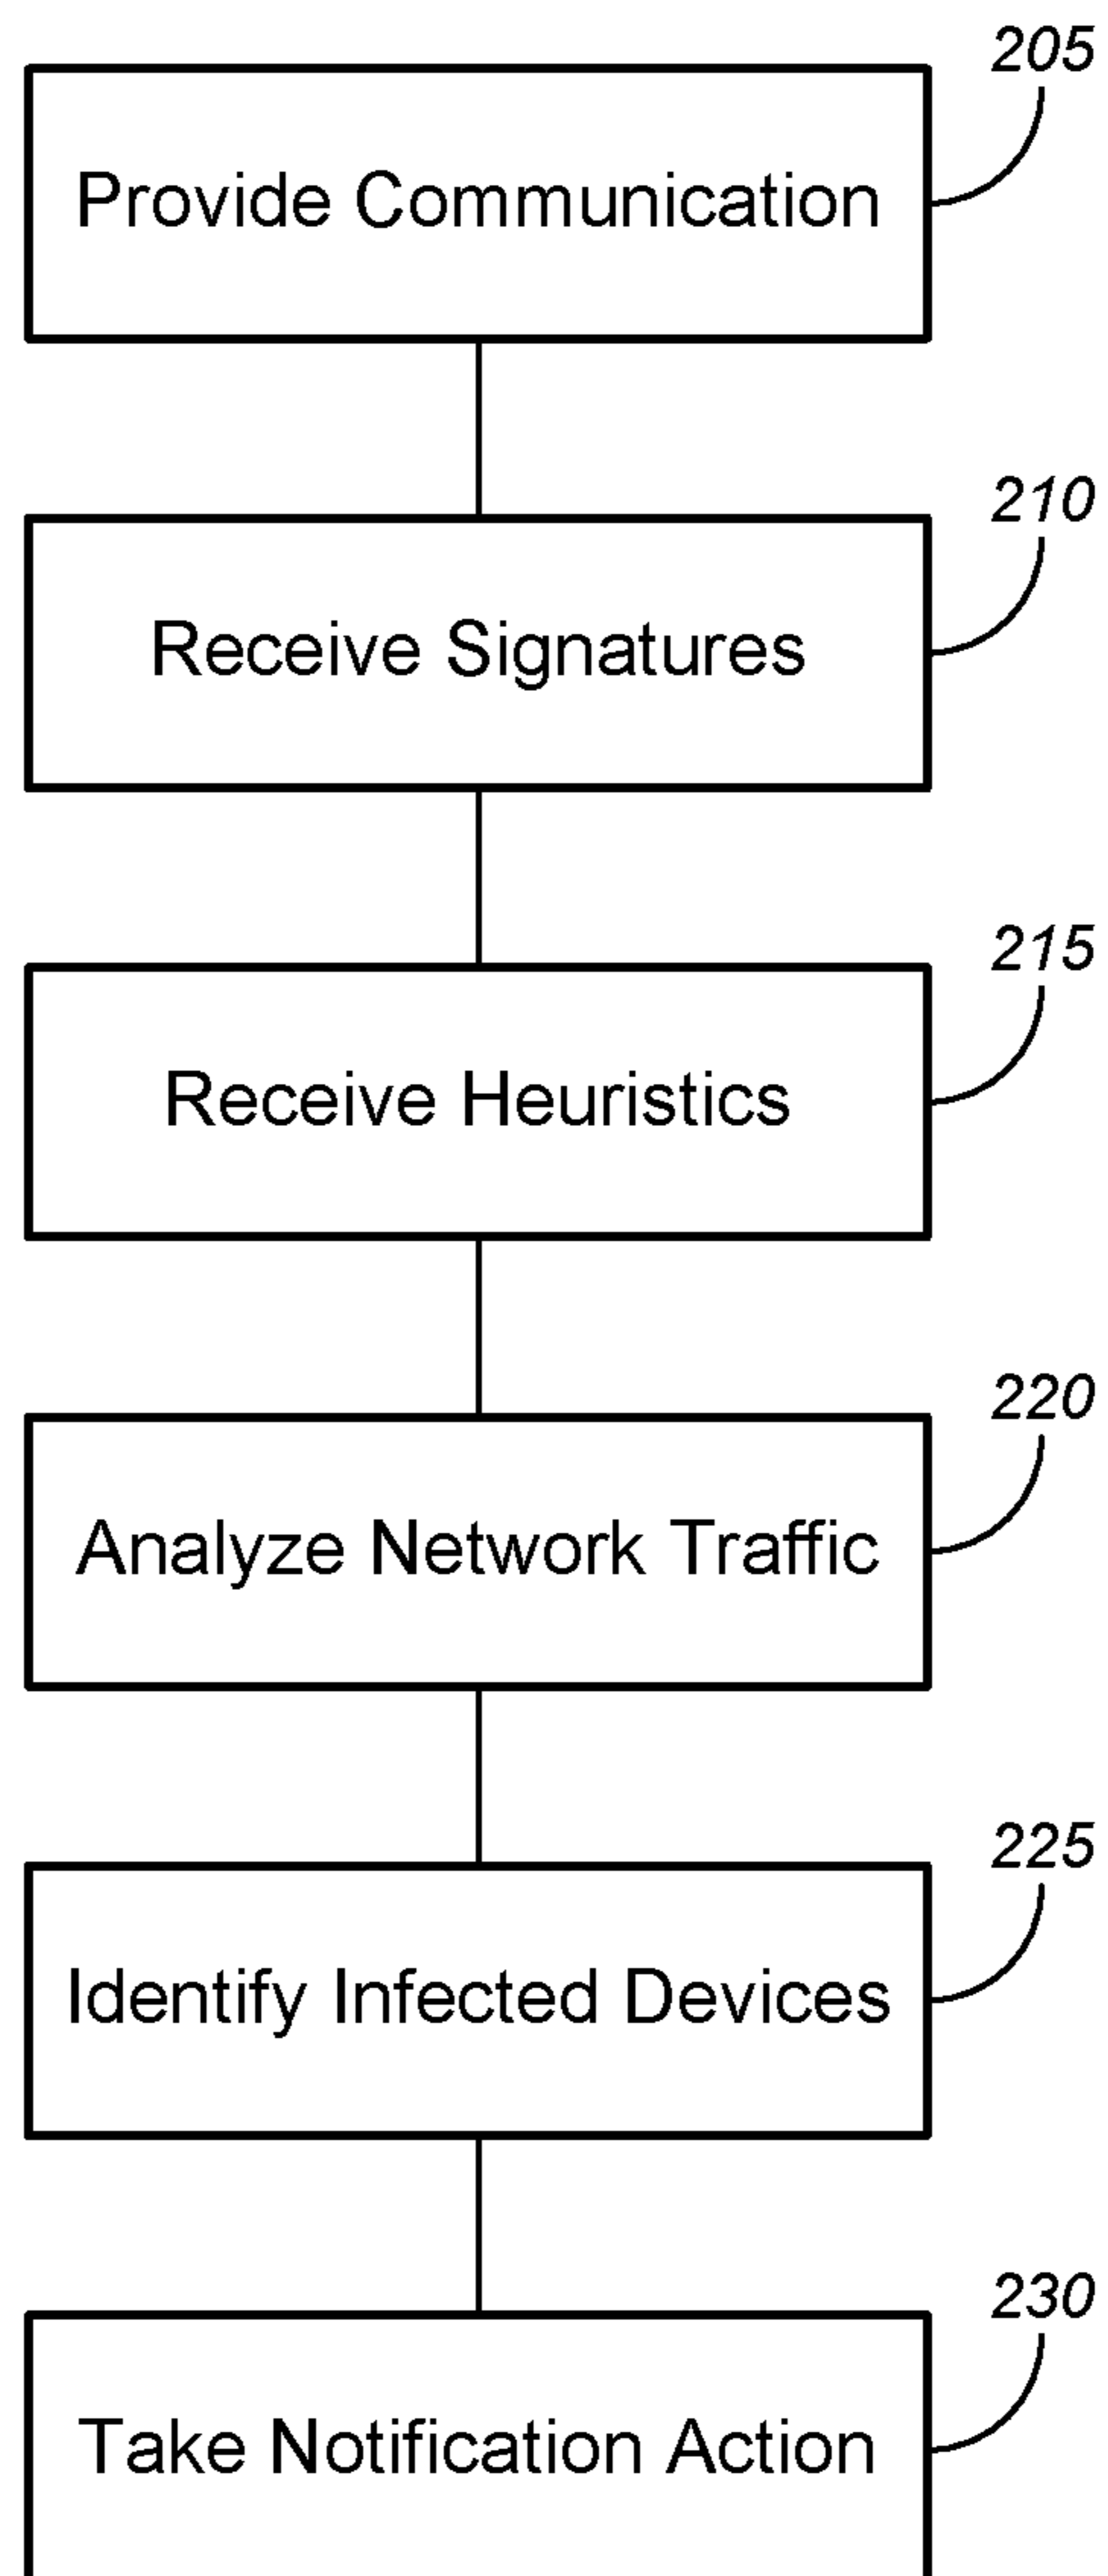 205
Provide Communication
210
Receive Signatures
215
Receive Heuristics
220
Analyze Network Traffic
225
Identify Infected Devices
230
Take Notification Action